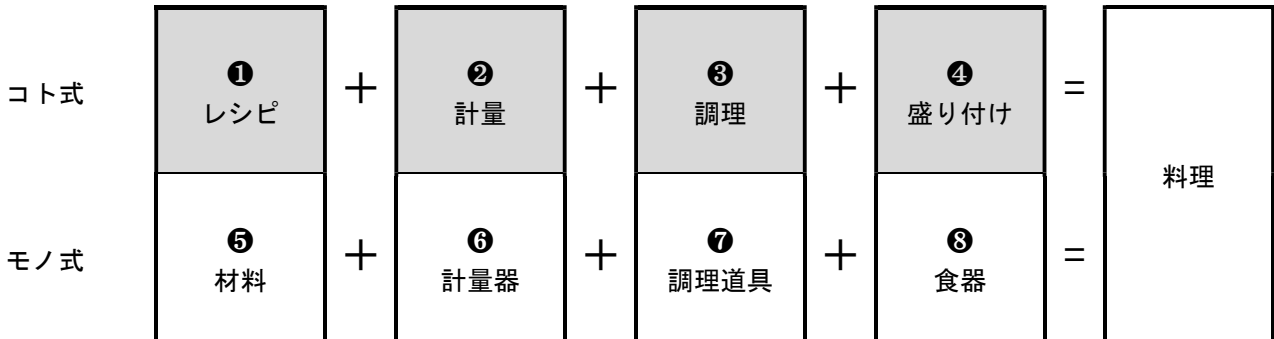 コト式
❶
レシピ
＋
❷
計量
＋
❸
調理
＋
❹
盛り付け
=
料理
モノ式
❺
材料
＋
❻
計量器
＋
❼
調理道具
＋
❽
食器
=